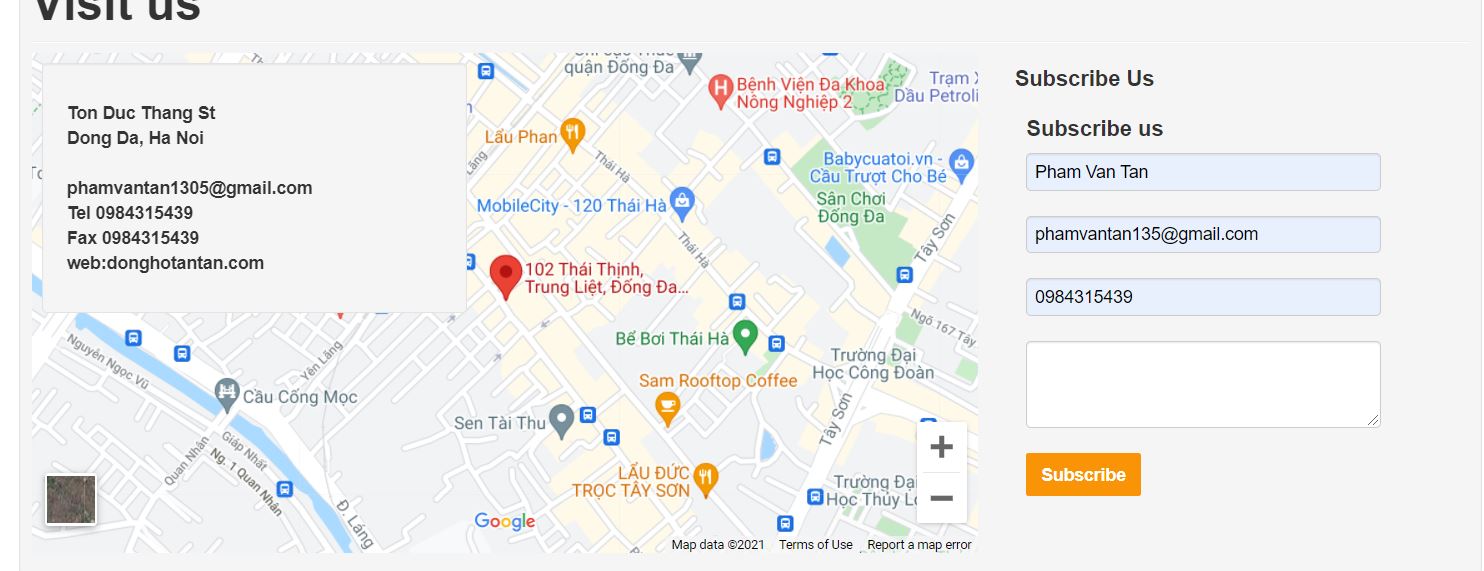 Visit us
Ton Duc Thang St
Dong Da, Ha Noi
phamvantan1305@gmail.com
Tel 0984315439
Fax 0984315439
web:donghotantan.com
quận Đống Đa
Bệnh Viện Đa Khoa
Nông Nghiệp 2
Trạm X
Dầu Petroli
Lẩu Phan
Thái Hà
Láng
Babycuatoi.vn -
Cầu Trượt Cho Bé
MobileCity - 120 Thái Hà
Sân Chơi
Đống Đa
Thái Hà
Tây Sơn
102 Thái Thịnh,
Trung Liệt, Đống Đa...
Ngõ 167 Tây
Bể Bơi Thái Hà
Nguyễn Ngọc Vũ
Yên Lãng
Trường Đại
Học Công Đoàn
Sam Rooftop Coffee
Cầu Cống Mọc
Sen Tài Thu
Tây Sơn
Giáp Nhất
Quan Nhân
Ng. 1 Quan Nhân
LẨU ĐỨC
TRỌC TÂY SƠN
Trường Đại
Học Thủy Lợ
Đ. Láng
Google
Map data ©2021 Terms of Use Report a map error
Subscribe Us
Subscribe us
Pham Van Tan
phamvantan135@gmail.com
0984315439
Subscribe